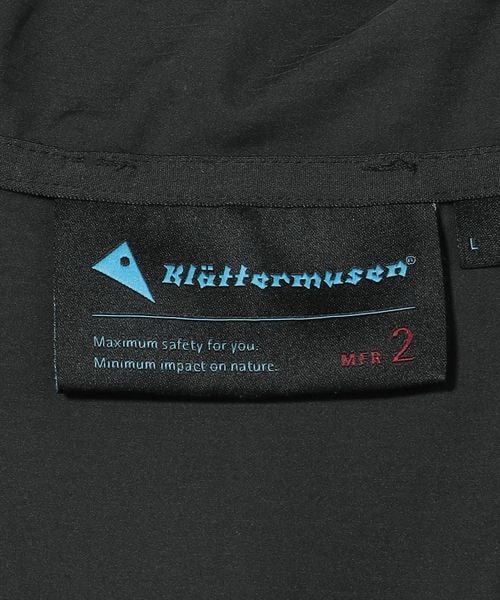 Klättermusen®
Maximum safety for you.
Minimum impact on nature.
MFR 2
L